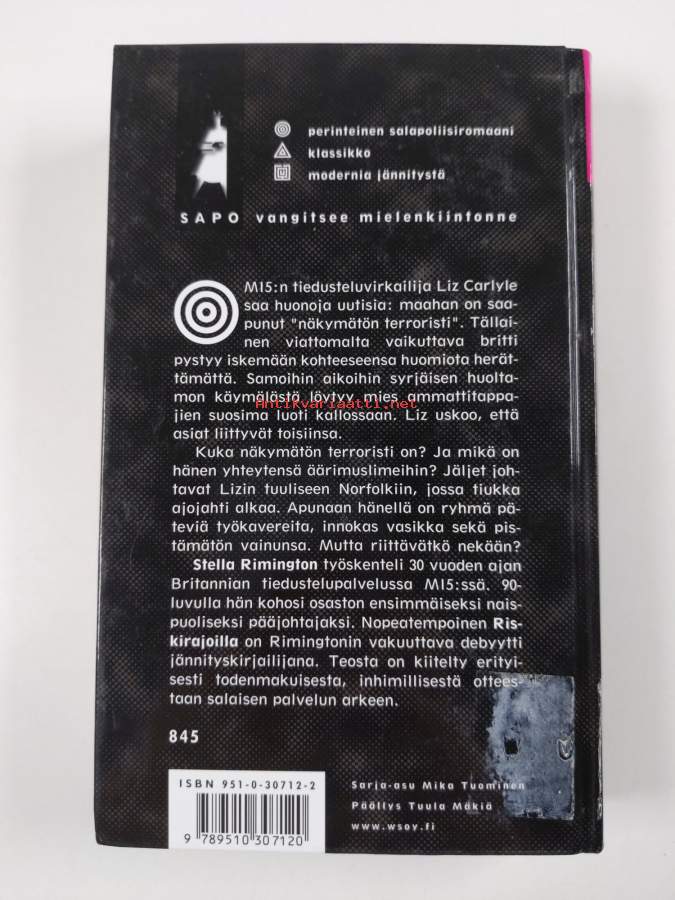 perinteinen salapoliisiromaani
klassikko
modernia jännitystä
SAPO vangitsee mielenkiintonne
MI5:n tiedusteluvirkailija Liz Carlyle
saa huonoja uutisia: maahan on saa-
punut "näkymätön terroristi". Tällai-
nen viattomalta vaikuttava britti
pystyy iskemään kohteeseensa huomiota herät-
tämättä. Samoihin aikoihin syrjäisen huolta-
mon käymälästä löytyy mies ammattitappa-
Antikvariaatti.net
jien suosima luoti kallossaan. Liz uskoo, että
asiat liittyvät toisiinsa.
Kuka näkymätön terroristi on? Ja mikä on
hänen yhteytensä äärimuslimeihin? Jäljet joh-
tavat Lizin tuuliseen Norfolkiin, jossa tiukka
ajojahti alkaa. Apunaan hänellä on ryhmä pä-
teviä työkavereita, innokas vasikka sekä pis-
tämätön vainunsa. Mutta riittävätkö nekään?
Stella Rimington työskenteli 30 vuoden ajan
Britannian tiedustelupalvelussa MI5:ssä. 90-
luvulla hän kohosi osaston ensimmäiseksi nais-
puoliseksi pääjohtajaksi. Nopeatempoinen Ris-
kirajoilla on Rimingtonin vakuuttava debyytti
jännityskirjailijana. Teosta on kiitelty erityi-
sesti todenmakuisesta, inhimillisestä ottees-
taan salaisen palvelun arkeen.
845
ISBN 951-0-30712-2
9 789510 307120
Sarja-asu Mika Tuominen
Päällys Tuula Mäkiä
www.wsoy.fi